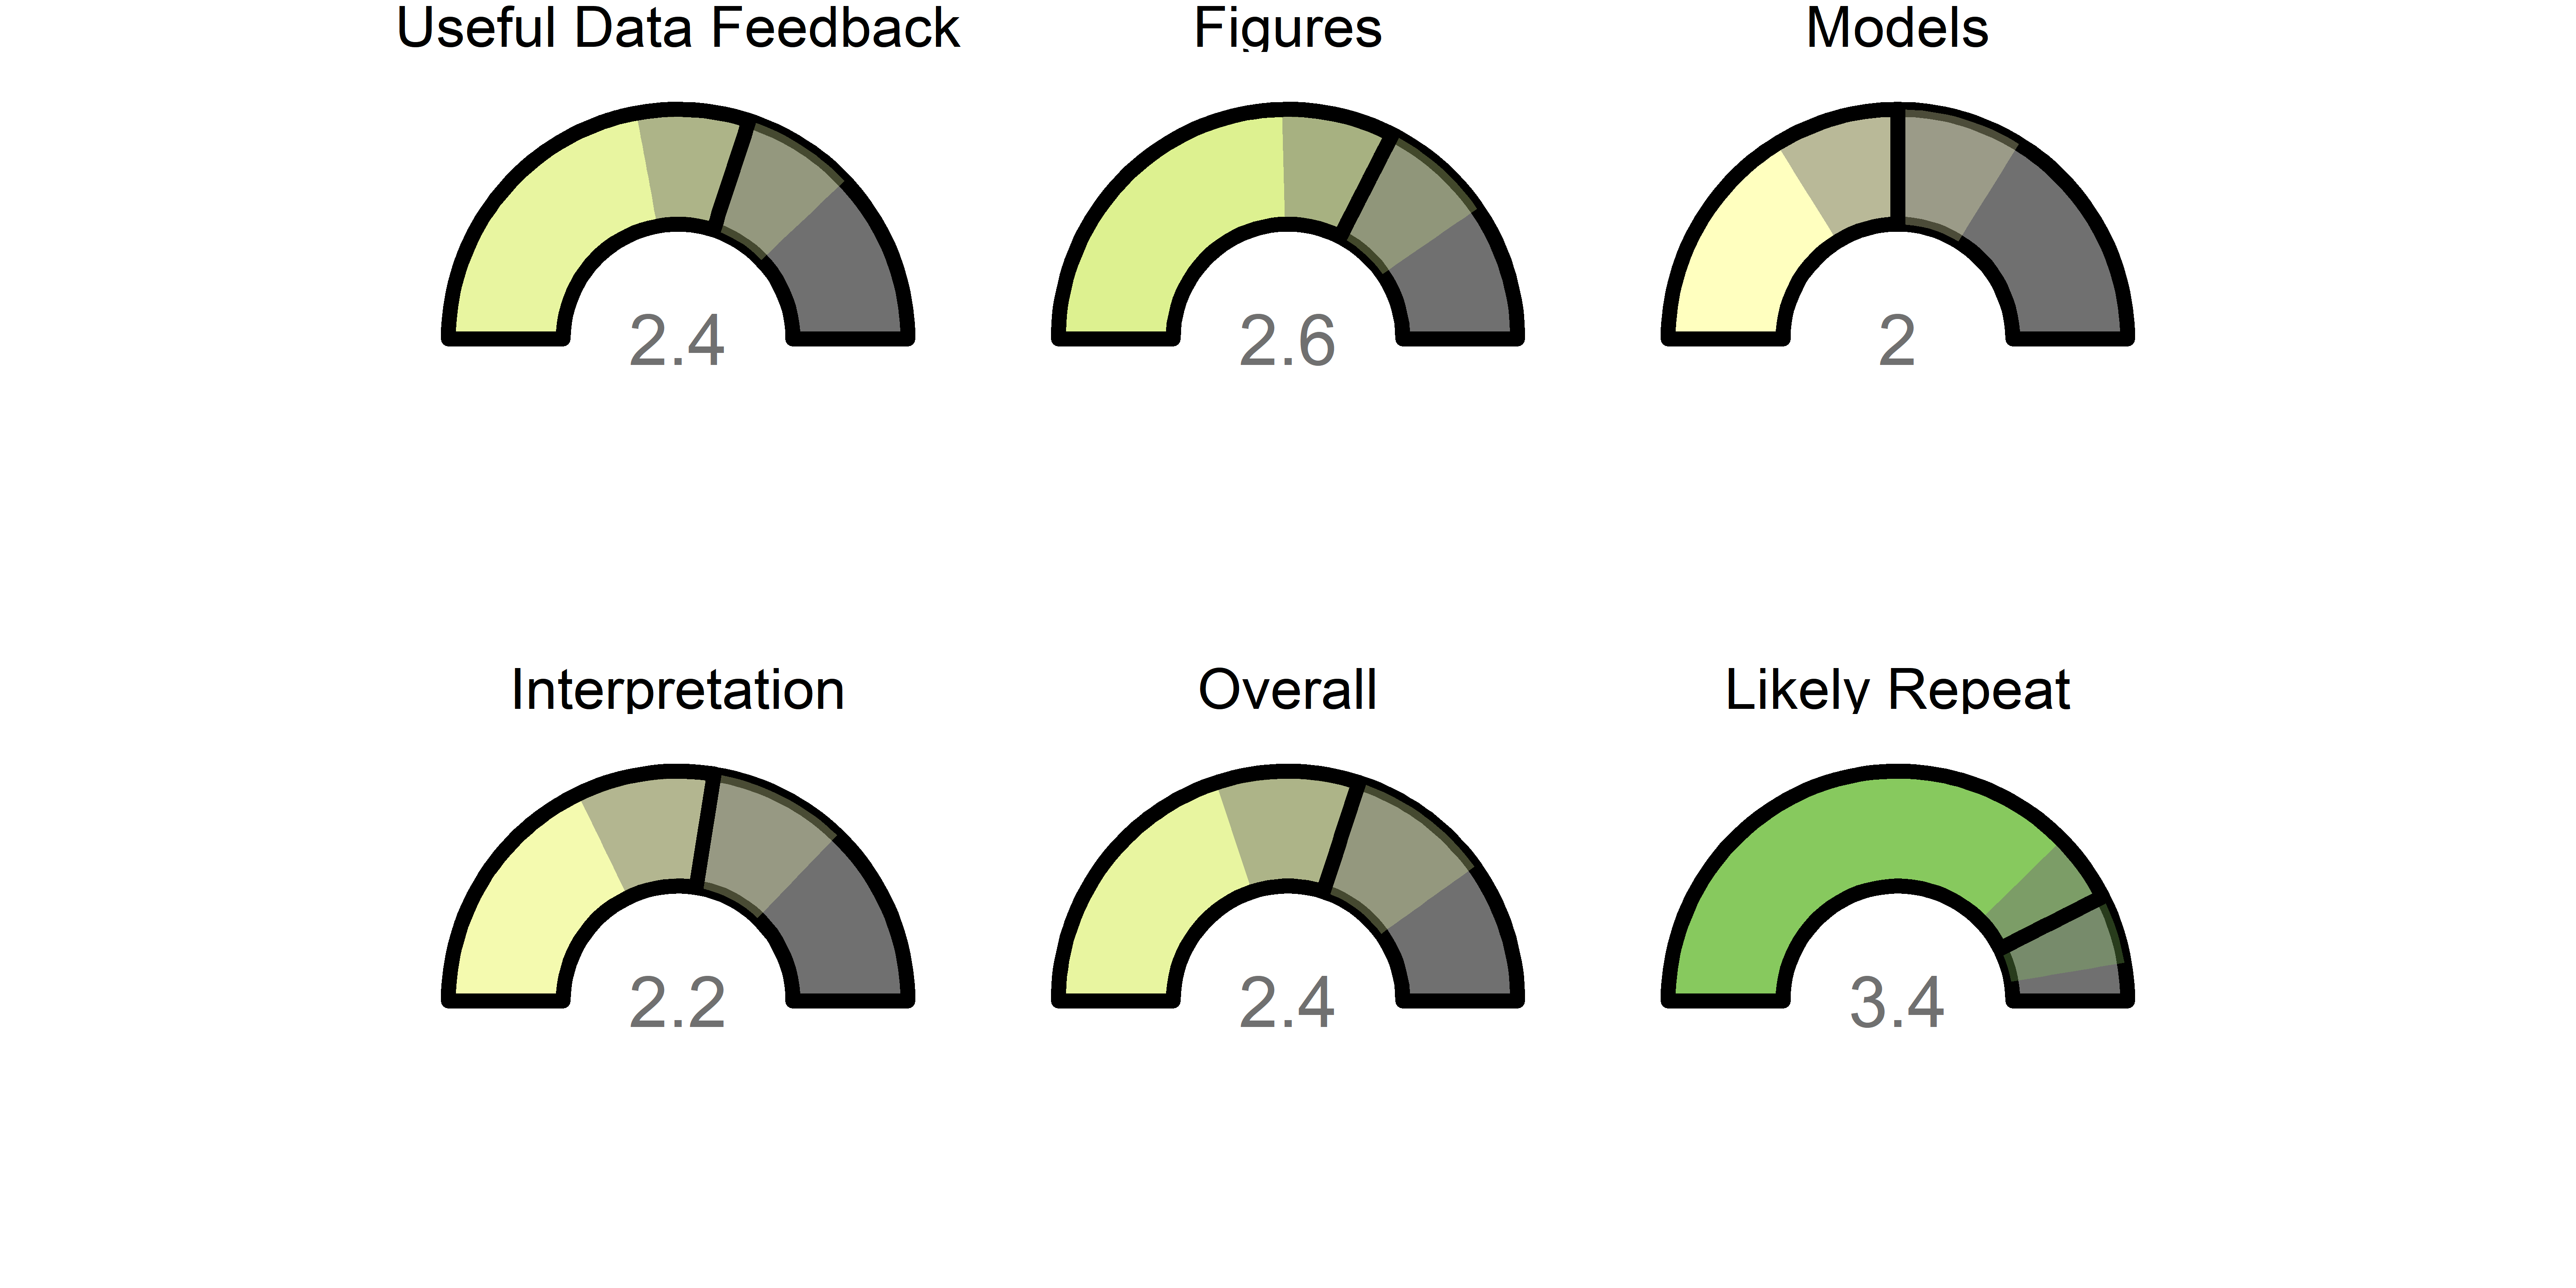 Useful Data Feedback
Figures
Models
2.4
2.6
2
Interpretation
Overall
Likely Repeat
2.2
2.4
3.4